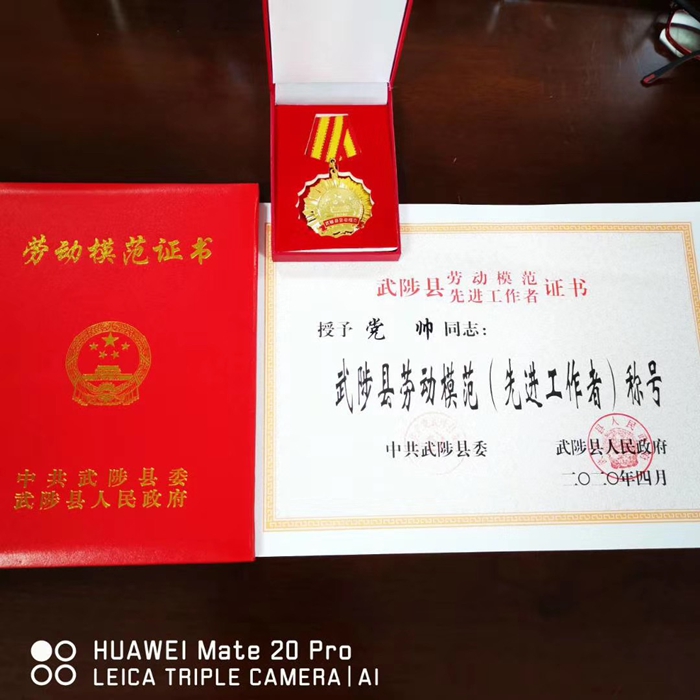 劳动模范证书
中共武陟县委
武陟县人民政府
武陟县劳动模范先进工作者证书
授予 党 帅 同志：
武陟县劳动模范（先进工作者）称号
中共武陟县委 武陟县人民政府
二〇二〇年四月
HUAWEI Mate 20 Pro
LEICA TRIPLE CAMERA | AI